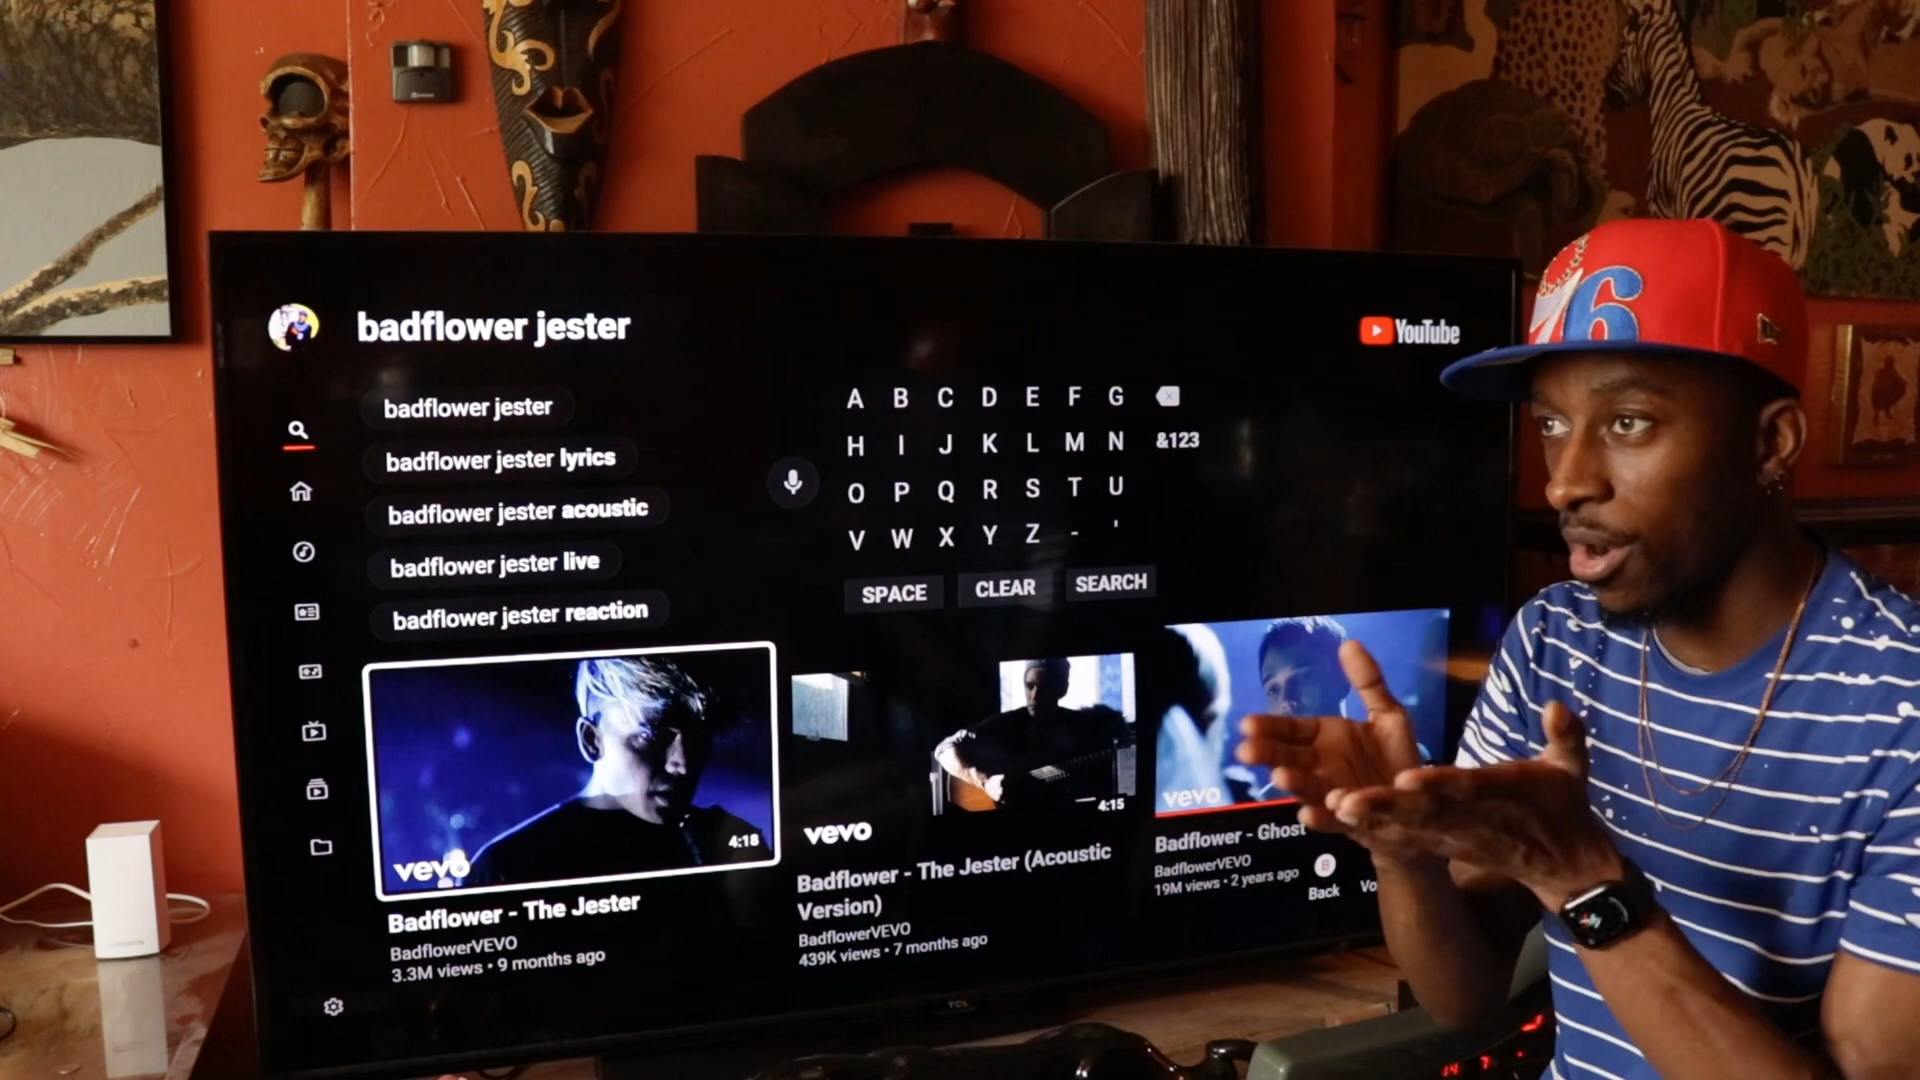 badflower jester
YouTube
badflower jester
badflower jester lyrics
badflower jester acoustic
badflower jester live
badflower jester reaction
A B C D E F G
H I J K L M N &123
O P Q R S T U
V W X Y Z - '
SPACE CLEAR SEARCH
vevo
4:18
Badflower - The Jester
BadflowerVEVO
3.3M views • 9 months ago
vevo
4:15
Badflower - The Jester (Acoustic
Version)
BadflowerVEVO
439K views • 7 months ago
vevo
Badflower - Ghost
BadflowerVEVO
19M views • 2 years ago
B
Back
TCL
76